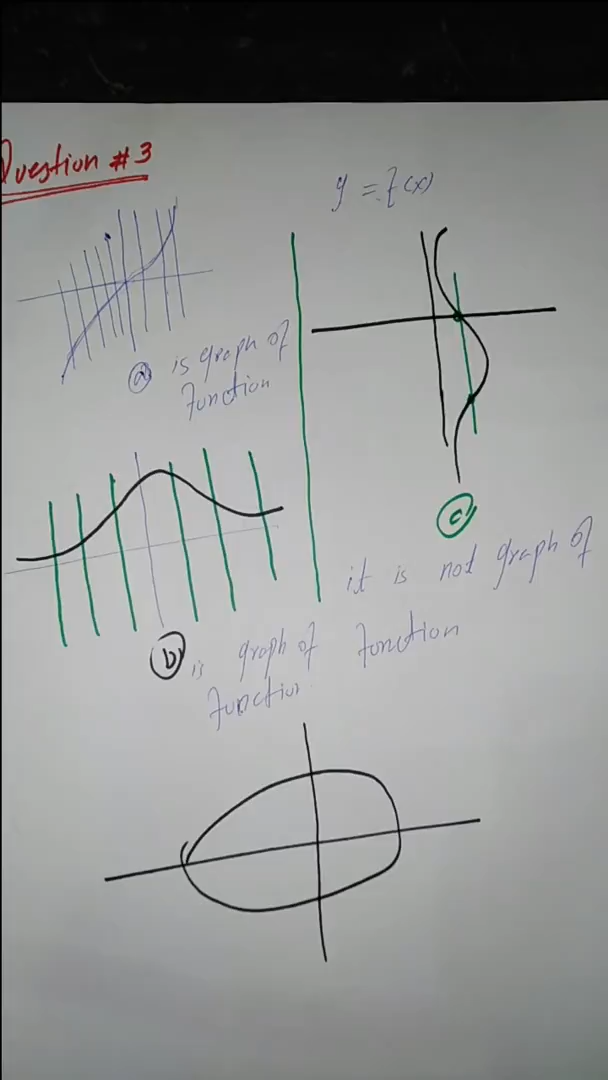 Question #3
y = f(x)
(a) is graph of
function
(c)
it is not graph of
function
(b) is graph of
function